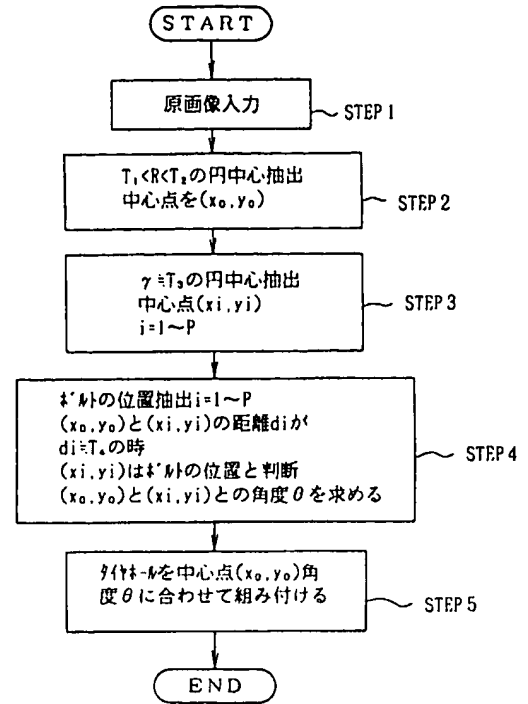 START
原画像入力
STEP 1
T₁<R<T₂の円中心抽出
中心点を(x₀,y₀)
STEP 2
γ≒T₃の円中心抽出
中心点(xi,yi)
i=1~P
STEP 3
ﾎﾞﾙﾄの位置抽出i=1~P
(x₀,y₀)と(xi,yi)の距離diが
di≒T₄の時
(xi,yi)はﾎﾞﾙﾄの位置と判断
(x₀,y₀)と(xi,yi)との角度θを求める
STEP 4
ﾀｲﾔﾎｰﾙを中心点(x₀,y₀)角
度θに合わせて組み付ける
STEP 5
END